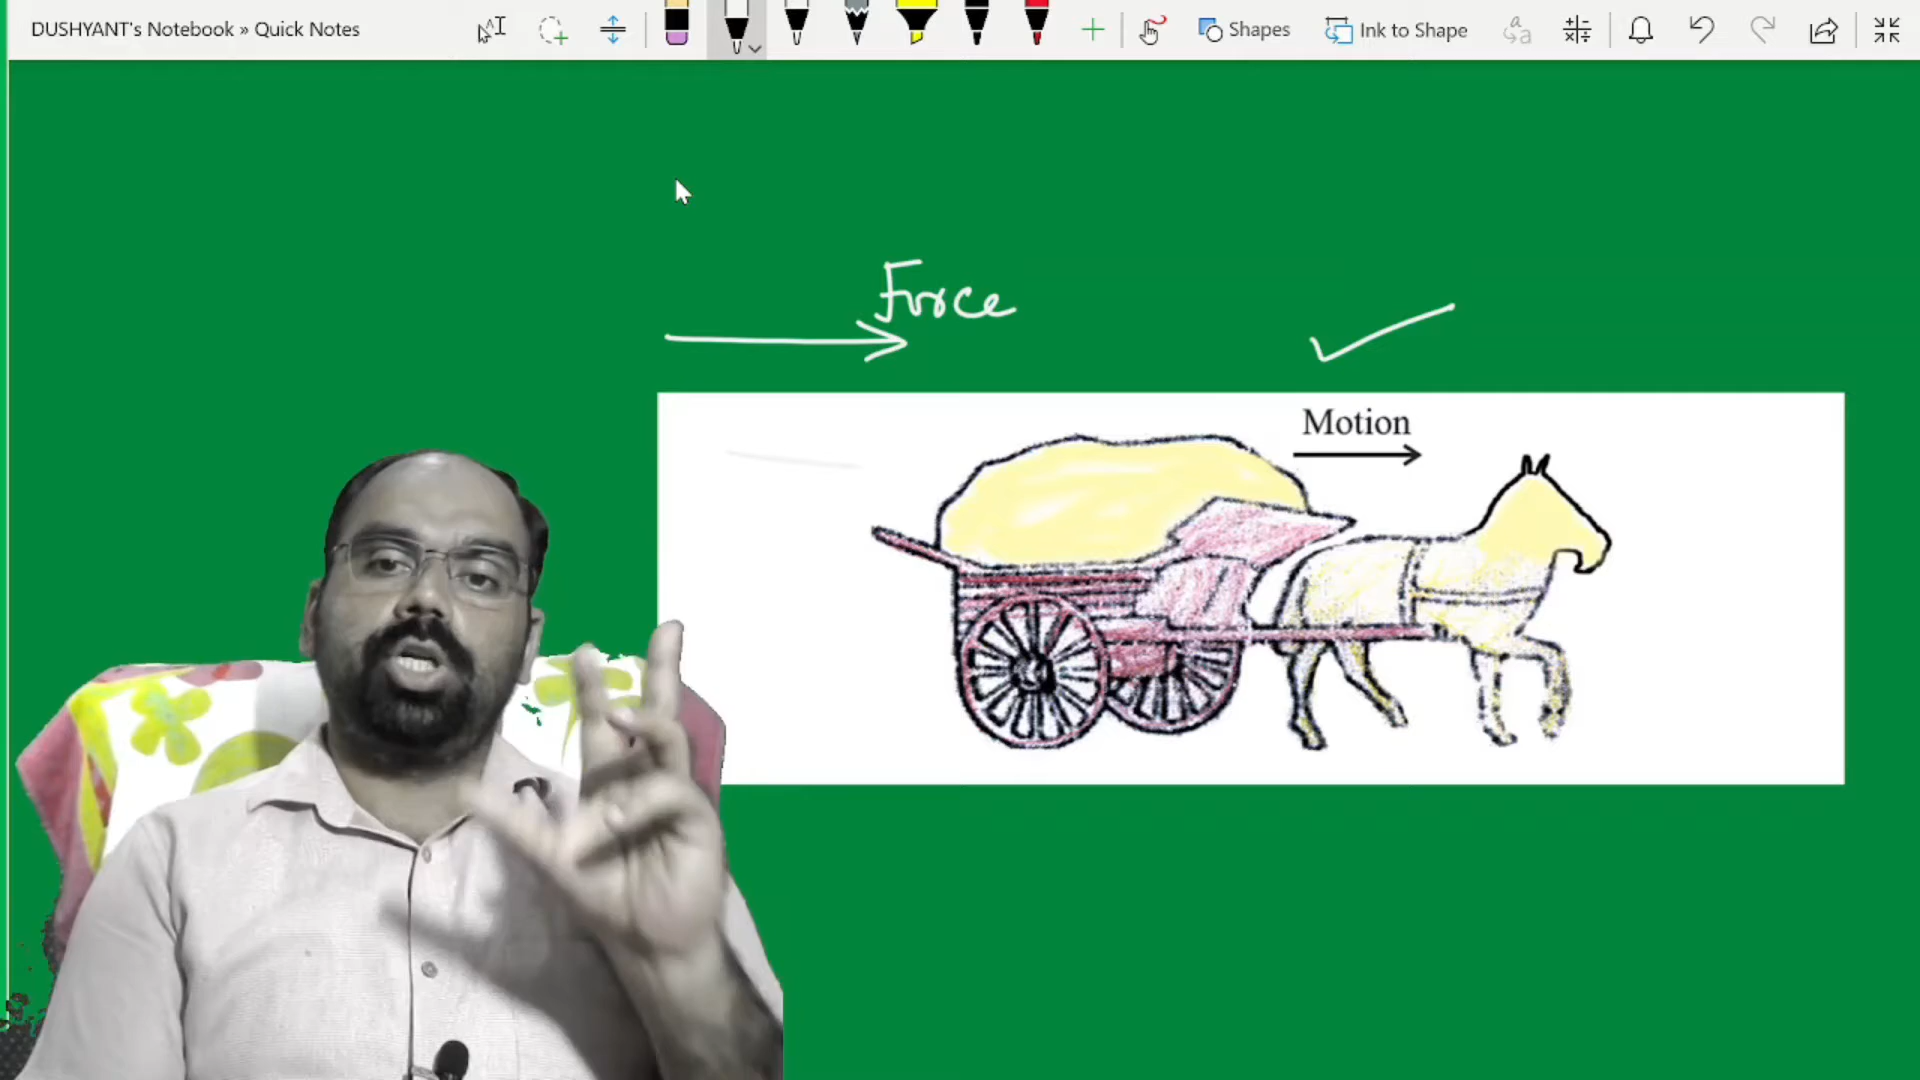 DUSHYANT's Notebook » Quick Notes
Shapes
Ink to Shape
Force
Motion